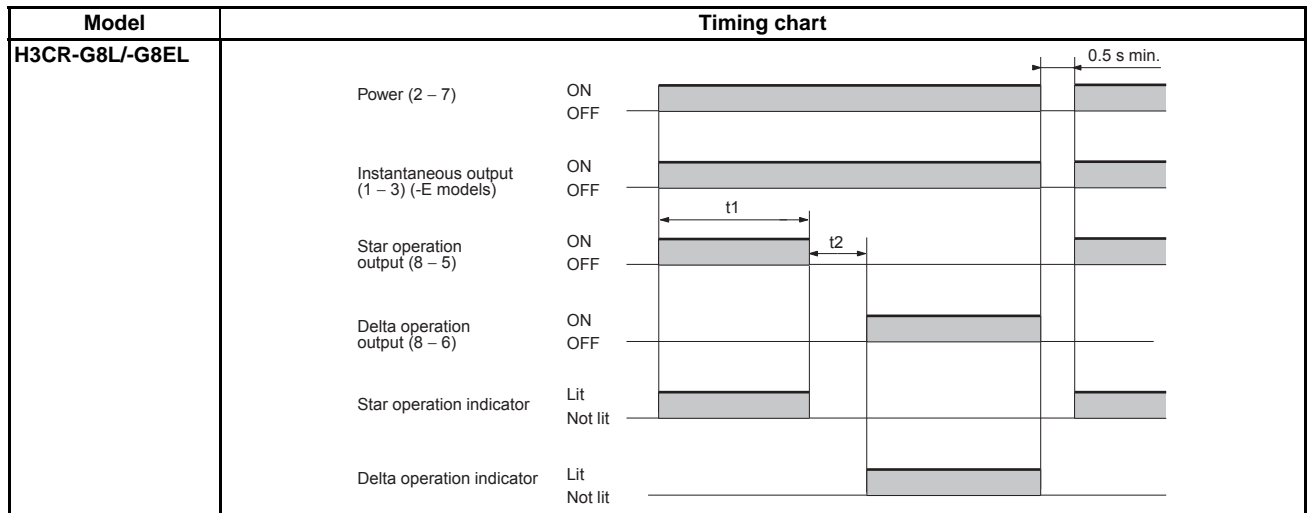 Model Timing chart
H3CR-G8L/-G8EL
0.5 s min.
Power (2 – 7) ON
OFF
Instantaneous output
(1 – 3) (-E models)
ON
OFF
t1
Star operation
output (8 – 5)
ON
OFF
t2
Delta operation
output (8 – 6)
ON
OFF
Star operation indicator
Lit
Not lit
Delta operation indicator
Lit
Not lit